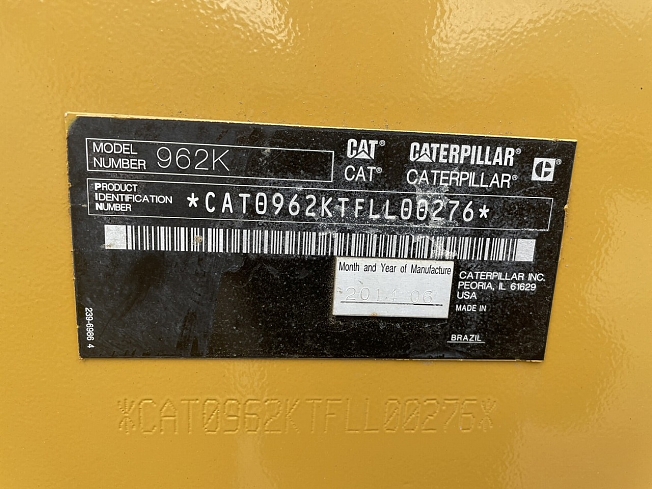 MODEL
NUMBER 962K
CAT® CATERPILLAR® C
CAT® CATERPILLAR®
PRODUCT
IDENTIFICATION
NUMBER
*CAT0962KTFLL00276*
Month and Year of Manufacture
CATERPILLAR INC.
PEORIA, IL 61629
USA
MADE IN
BRAZIL
239-6986 4
*CAT0962KTFLL00276*